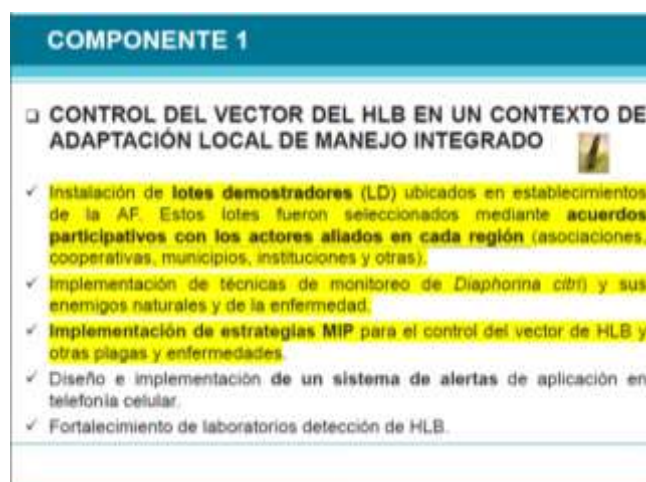 COMPONENTE 1
❑ CONTROL DEL VECTOR DEL HLB EN UN CONTEXTO DE
ADAPTACIÓN LOCAL DE MANEJO INTEGRADO
✓ Instalación de lotes demostradores (LD) ubicados en establecimientos
de la AF. Estos lotes fueron seleccionados mediante acuerdos
participativos con los actores aliados en cada región (asociaciones,
cooperativas, municipios, instituciones y otras).
✓ Implementación de técnicas de monitoreo de Diaphorina citri) y sus
enemigos naturales y de la enfermedad.
✓ Implementación de estrategias MIP para el control del vector de HLB y
otras plagas y enfermedades.
✓ Diseño e implementación de un sistema de alertas de aplicación en
telefonía celular.
✓ Fortalecimiento de laboratorios detección de HLB.